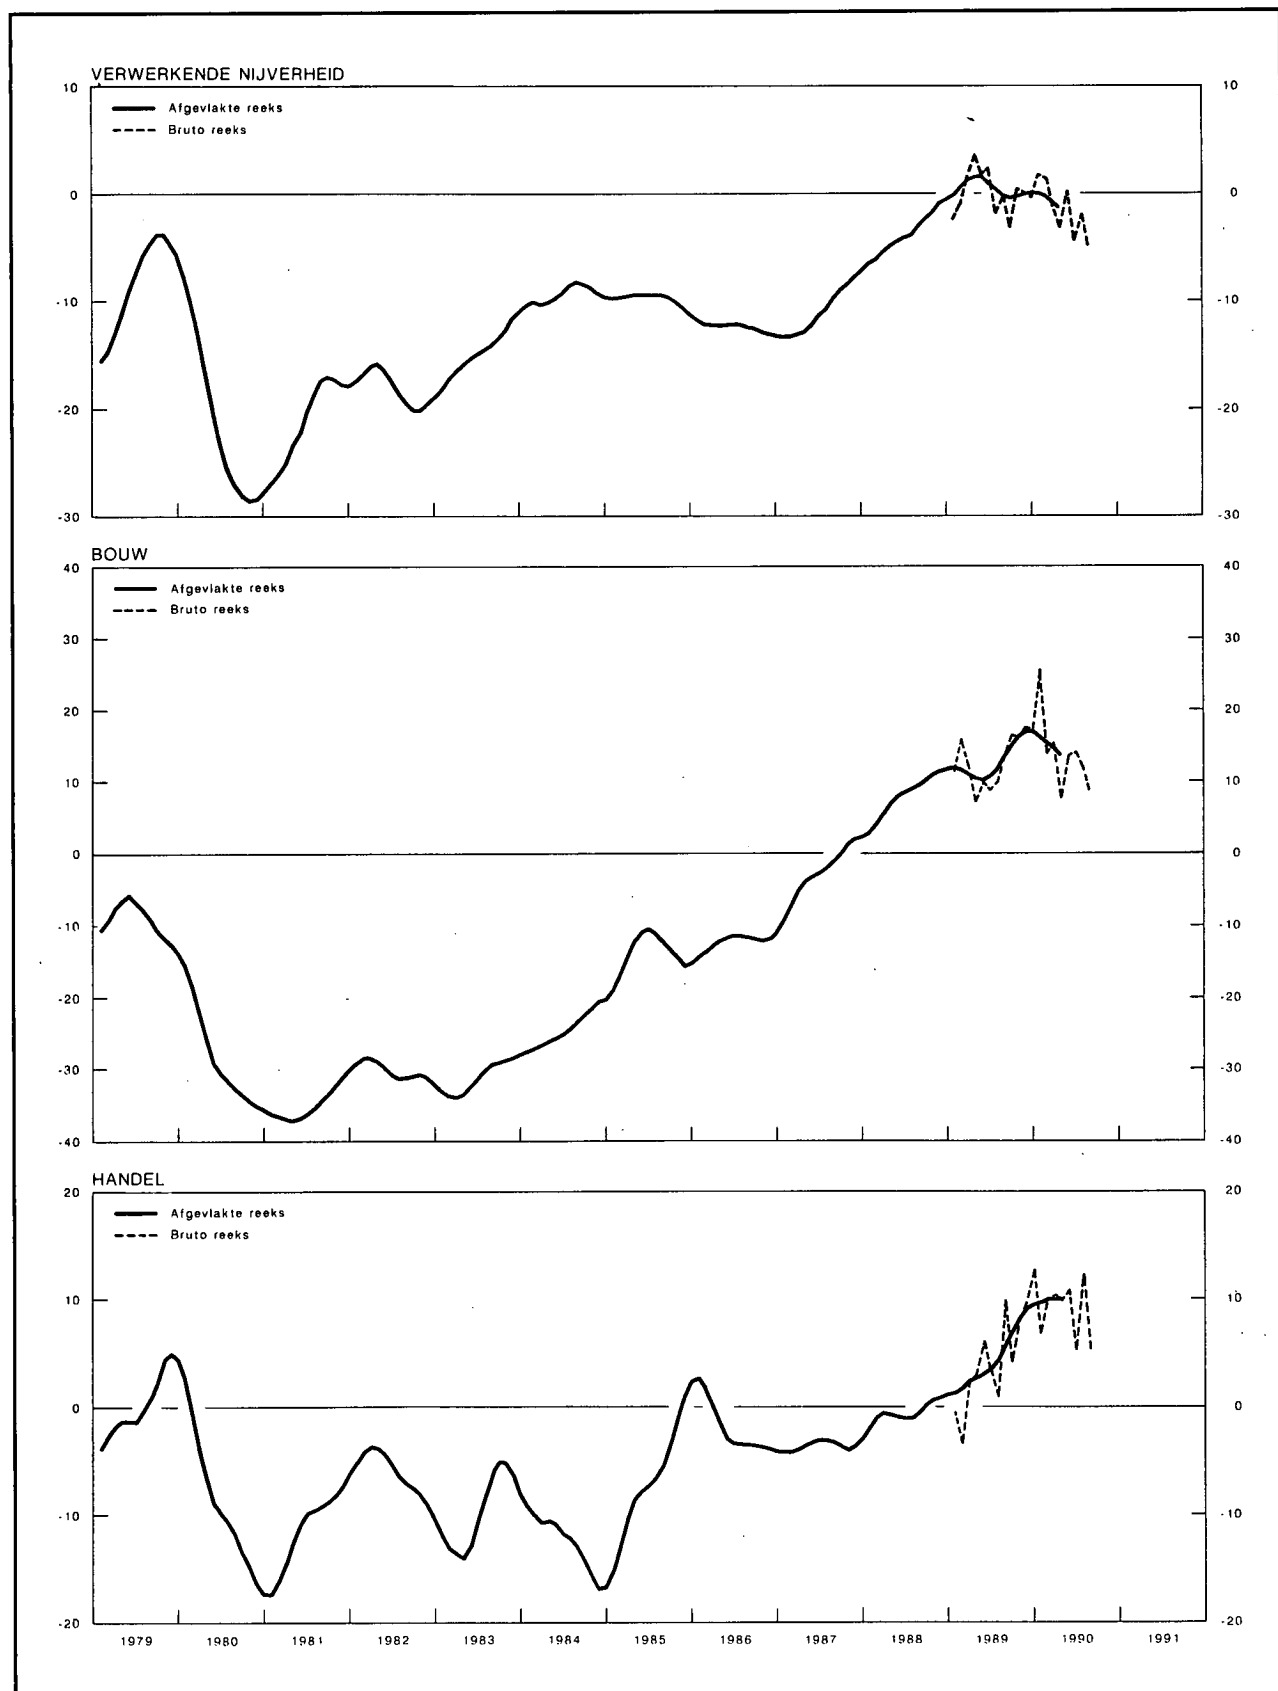 VERWERKENDE NIJVERHEID
10 10
Afgevlakte reeks
Bruto reeks
0 0
-10 -10
-20 -20
-30 -30
BOUW
40 40
Afgevlakte reeks
Bruto reeks
30 30
20 20
10 10
0 0
-10 -10
-20 -20
-30 -30
-40 -40
HANDEL
20 20
Afgevlakte reeks
Bruto reeks
10 10
0 0
-10 -10
-20 -20
1979 1980 1981 1982 1983 1984 1985 1986 1987 1988 1989 1990 1991